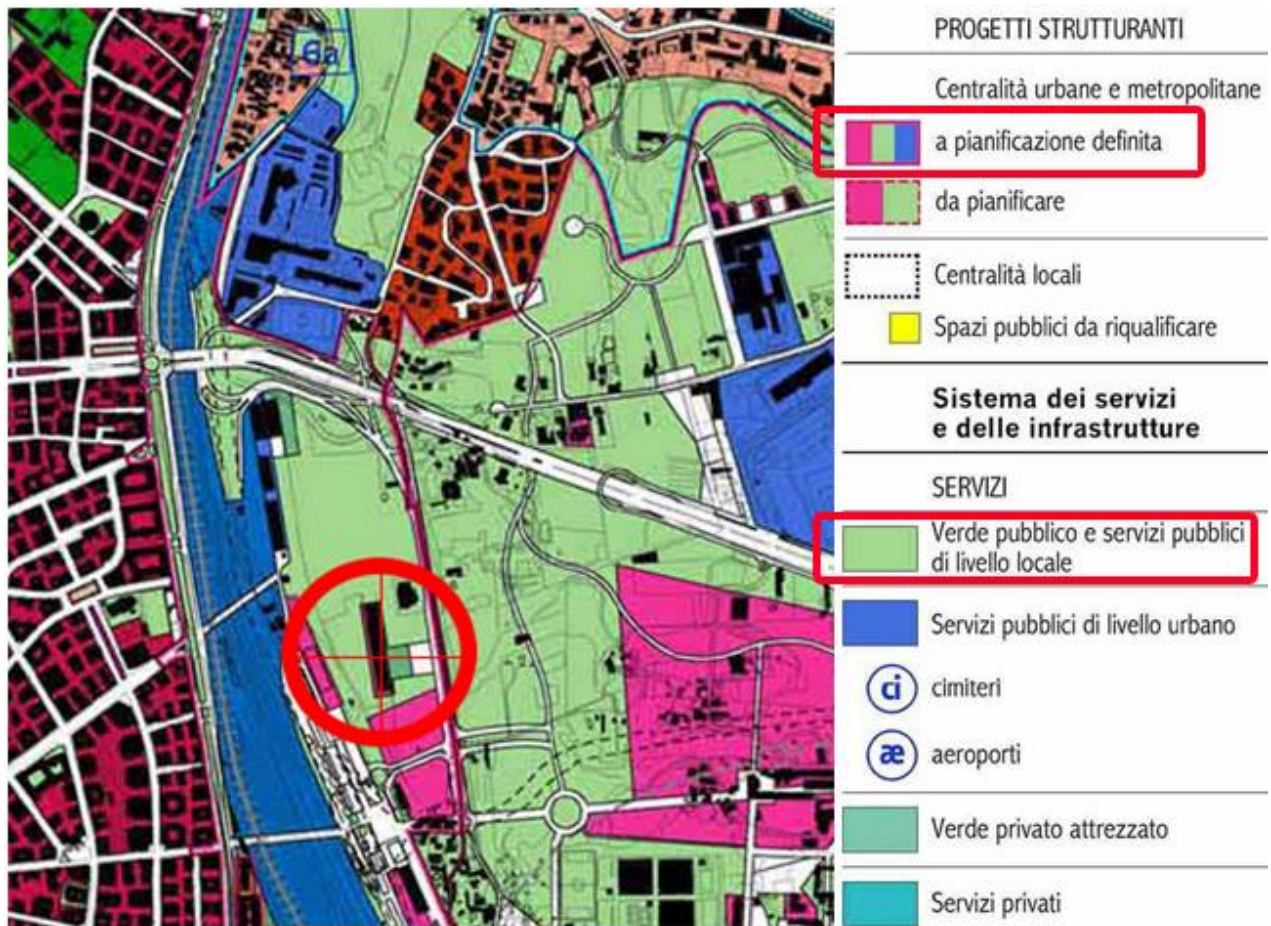 6a
PROGETTI STRUTTURANTI
Centralità urbane e metropolitane
a pianificazione definita
da pianificare
Centralità locali
Spazi pubblici da riqualificare
Sistema dei servizi
e delle infrastrutture
SERVIZI
Verde pubblico e servizi pubblici
di livello locale
Servizi pubblici di livello urbano
ci cimiteri
æ aeroporti
Verde privato attrezzato
Servizi privati